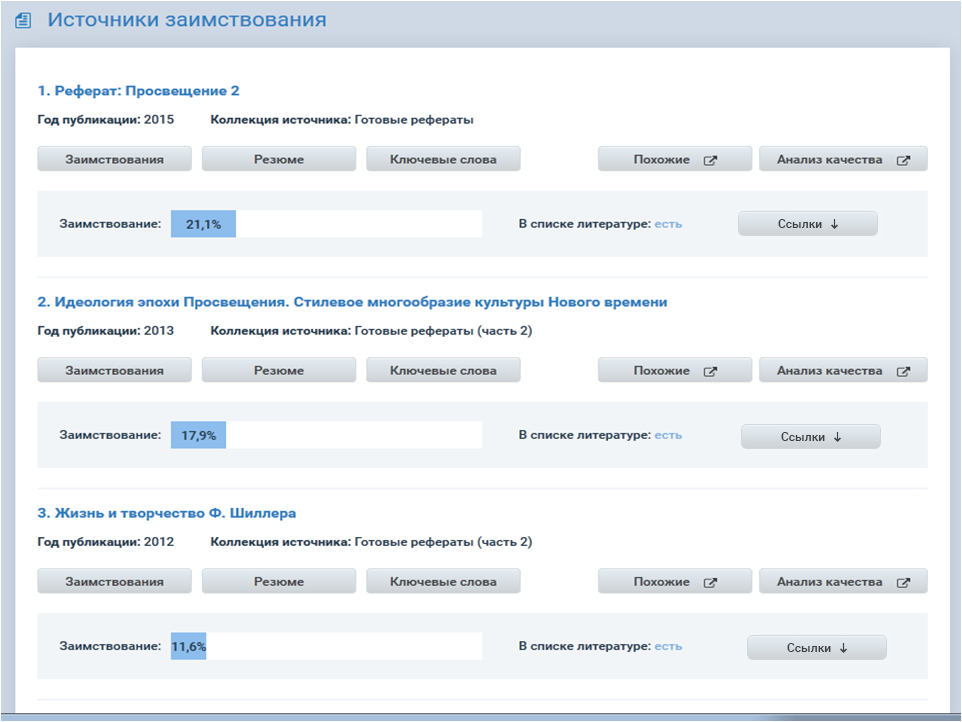 Источники заимствования
1. Реферат: Просвещение 2
Год публикации: 2015 Коллекция источника: Готовые рефераты
Заимствования Резюме Ключевые слова Похожие Анализ качества
Заимствование: 21,1% В списке литературе: есть Ссылки ↓
2. Идеология эпохи Просвещения. Стилевое многообразие культуры Нового времени
Год публикации: 2013 Коллекция источника: Готовые рефераты (часть 2)
Заимствования Резюме Ключевые слова Похожие Анализ качества
Заимствование: 17,9% В списке литературе: есть Ссылки ↓
3. Жизнь и творчество Ф. Шиллера
Год публикации: 2012 Коллекция источника: Готовые рефераты (часть 2)
Заимствования Резюме Ключевые слова Похожие Анализ качества
Заимствование: 11,6% В списке литературе: есть Ссылки ↓